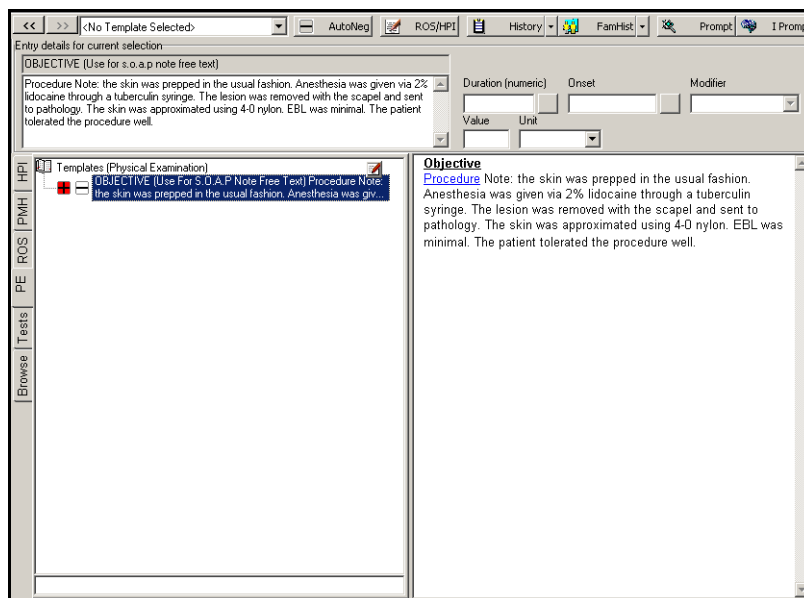 << >> <No Template Selected> AutoNeg ROS/HPI History FamHist Prompt I Promp
Entry details for current selection
OBJECTIVE (Use for s.o.a.p note free text)
Procedure Note: the skin was prepped in the usual fashion. Anesthesia was given via 2%
lidocaine through a tuberculin syringe. The lesion was removed with the scapel and sent
to pathology. The skin was approximated using 4-0 nylon. EBL was minimal. The patient
tolerated the procedure well.
Duration (numeric) Onset Modifier
Value Unit
HPI
PMH
ROS
PE
Tests
Browse
Templates (Physical Examination)
OBJECTIVE (Use For S.O.A.P Note Free Text) Procedure Note:
the skin was prepped in the usual fashion. Anesthesia was giv...
Objective
Procedure Note: the skin was prepped in the usual fashion.
Anesthesia was given via 2% lidocaine through a tuberculin
syringe. The lesion was removed with the scapel and sent to
pathology. The skin was approximated using 4-0 nylon. EBL was
minimal. The patient tolerated the procedure well.